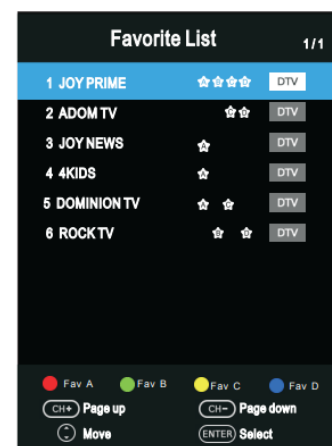 Favorite List 1/1
1 JOY PRIME DTV
2 ADOM TV DTV
3 JOY NEWS DTV
4 4KIDS DTV
5 DOMINION TV DTV
6 ROCK TV DTV
Fav A Fav B Fav C Fav D
CH+ Page up CH- Page down
Move ENTER Select